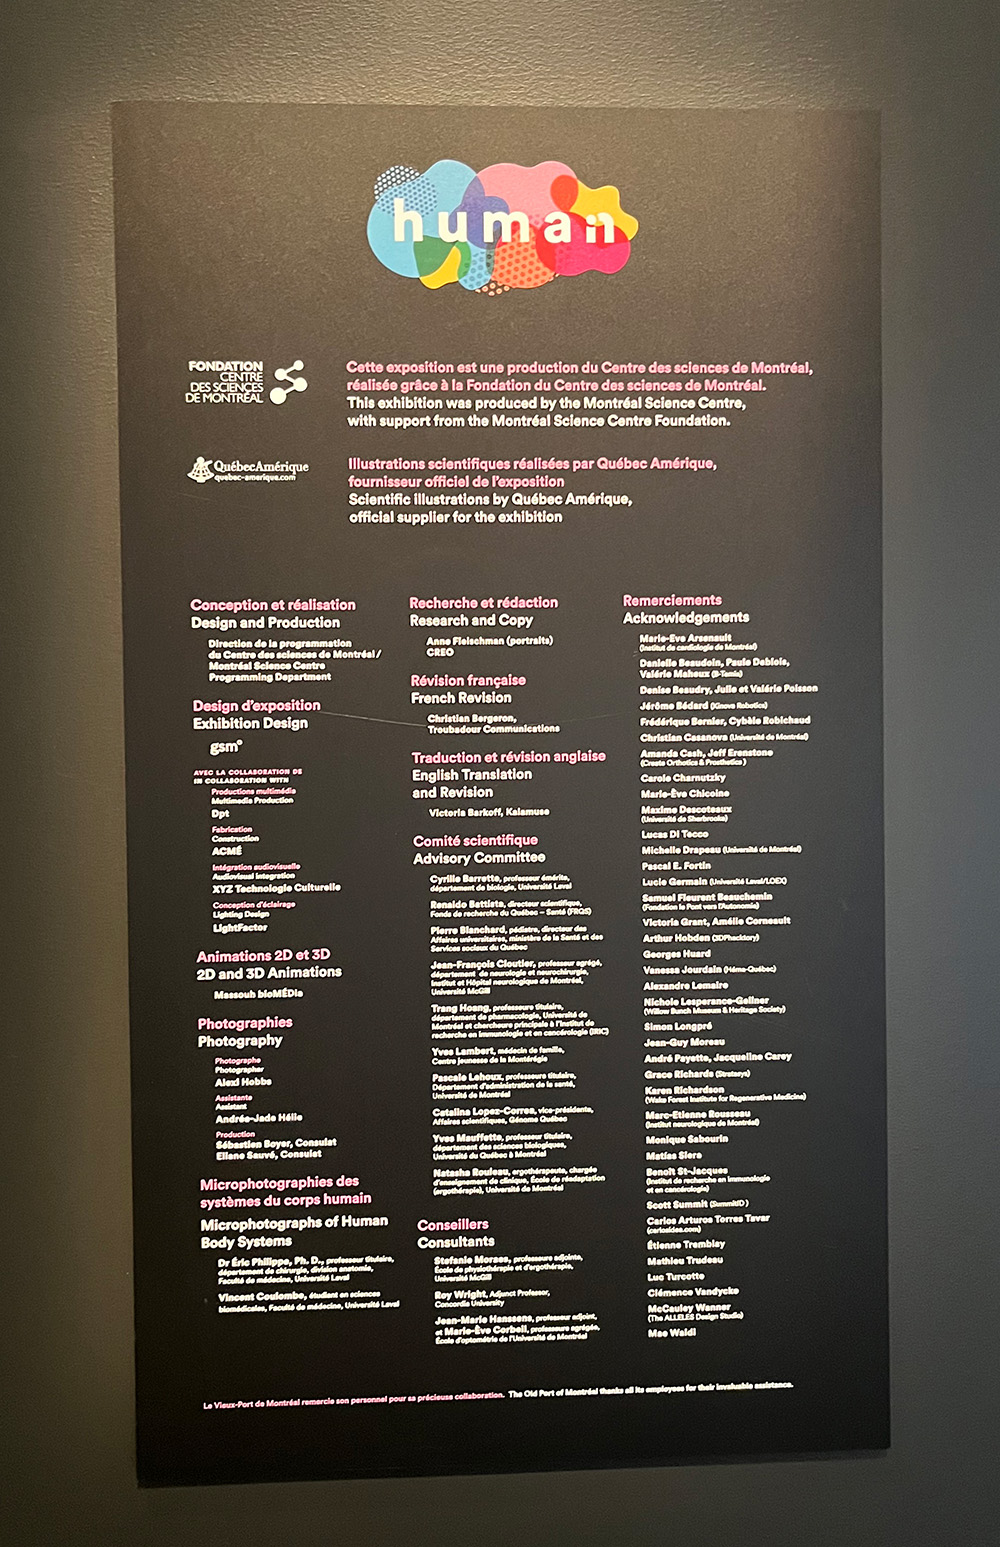 human
FONDATION
CENTRE
DES SCIENCES
DE MONTRÉAL
Cette exposition est une production du Centre des sciences de Montréal,
réalisée grâce à la Fondation du Centre des sciences de Montréal.
This exhibition was produced by the Montréal Science Centre,
with support from the Montréal Science Centre Foundation.
QuébecAmérique
quebec-amerique.com
Illustrations scientifiques réalisées par Québec Amérique,
fournisseur officiel de l'exposition
Scientific illustrations by Québec Amérique,
official supplier for the exhibition
Conception et réalisation
Design and Production
Direction de la programmation
du Centre des sciences de Montréal /
Montréal Science Centre
Programming Department
Design d'exposition
Exhibition Design
gsm°
AVEC LA COLLABORATION DE
IN COLLABORATION WITH
Productions multimédia
Multimedia Production
Dpt
Fabrication
Construction
ACMÉ
Intégration audiovisuelle
Audiovisual Integration
XYZ Technologie Culturelle
Conception d'éclairage
Lighting Design
LightFactor
Animations 2D et 3D
2D and 3D Animations
Massouh bioMÉDia
Photographies
Photography
Photographe
Photographer
Alexi Hobbs
Assistante
Assistant
Andrée-Jade Hélie
Production
Sébastien Boyer, Consulat
Eliane Sauvé, Consulat
Microphotographies des
systèmes du corps humain
Microphotographs of Human
Body Systems
Dr Éric Philippe, Ph. D., professeur titulaire,
département de chirurgie, division anatomie,
Faculté de médecine, Université Laval
Vincent Coulombe, étudiant en sciences
biomédicales, Faculté de médecine, Université Laval
Recherche et rédaction
Research and Copy
Anne Fleischman (portraits)
CREO
Révision française
French Revision
Christian Bergeron,
Troubadour Communications
Traduction et révision anglaise
English Translation
and Revision
Victoria Barkoff, Kalamuse
Comité scientifique
Advisory Committee
Cyrille Barrette, professeur émérite,
département de biologie, Université Laval
Renaldo Battista, directeur scientifique,
Fonds de recherche du Québec – Santé (FRQS)
Pierre Blanchard, pédiatre, directeur des
Affaires universitaires, ministère de la Santé et des
Services sociaux du Québec
Jean-François Cloutier, professeur agrégé,
département de neurologie et neurochirurgie,
Institut et Hôpital neurologique de Montréal,
Université McGill
Trang Hoang, professeure titulaire,
département de pharmacologie, Université de
Montréal et chercheure principale à l'Institut de
recherche en immunologie et en cancérologie (IRIC)
Yves Lambert, médecin de famille,
Centre jeunesse de la Montérégie
Pascale Lehoux, professeure titulaire,
Département d'administration de la santé,
Université de Montréal
Catalina Lopez-Correa, vice-présidente,
Affaires scientifiques, Génome Québec
Yves Mauffette, professeur titulaire,
département des sciences biologiques,
Université du Québec à Montréal
Natasha Rouleau, ergothérapeute, chargée
d'enseignement de clinique, École de réadaptation
(ergothérapie), Université de Montréal
Conseillers
Consultants
Stefanie Moraes, professeure adjointe,
École de physiothérapie et d'ergothérapie,
Université McGill
Roy Wright, Adjunct Professor,
Concordia University
Jean-Marie Hanssens, professeur adjoint,
et Marie-Ève Corbeil, professeure agrégée,
École d'optométrie de l'Université de Montréal
Remerciements
Acknowledgements
Marie-Eve Arsenault
(Institut de cardiologie de Montréal)
Danielle Beaudoin, Paule Deblois,
Valérie Maheux (B-Temia)
Denise Beaudry, Julie et Valérie Poisson
Jérôme Bédard (Kinova Robotics)
Frédérique Bernier, Cybèle Robichaud
Christian Casanova (Université de Montréal)
Amanda Cash, Jeff Erenstone
(Create Orthotics & Prosthetics)
Carole Charnutzky
Marie-Ève Chicoine
Maxime Descoteaux
(Université de Sherbrooke)
Lucas Di Tecco
Michelle Drapeau (Université de Montréal)
Pascal E. Fortin
Lucie Germain (Université Laval/LOEX)
Samuel Fleurent Beauchemin
(Fondation le Pont vers l'Autonomie)
Victoria Grant, Amélie Corneault
Arthur Hobden (3DPhacktory)
Georges Huard
Vanessa Jourdain (Héma-Québec)
Alexandre Lemaire
Nichole Lesperance-Gellner
(Willow Bunch Museum & Heritage Society)
Simon Longpré
Jean-Guy Moreau
André Payette, Jacqueline Carey
Grace Richards (Stratasys)
Karen Richardson
(Wake Forest Institute for Regenerative Medicine)
Marc-Etienne Rousseau
(Institut neurologique de Montréal)
Monique Sabourin
Matias Siera
Benoît St-Jacques
(Institut de recherche en immunologie
et en cancérologie)
Scott Summit (SummitID)
Carlos Arturos Torres Tovar
(carlosidea.com)
Étienne Tremblay
Mathieu Trudeau
Luc Turcotte
Clémence Vandycke
McCauley Wanner
(The ALLELES Design Studio)
Mae Waldi
Le Vieux-Port de Montréal remercie son personnel pour sa précieuse collaboration. The Old Port of Montréal thanks all its employees for their invaluable assistance.